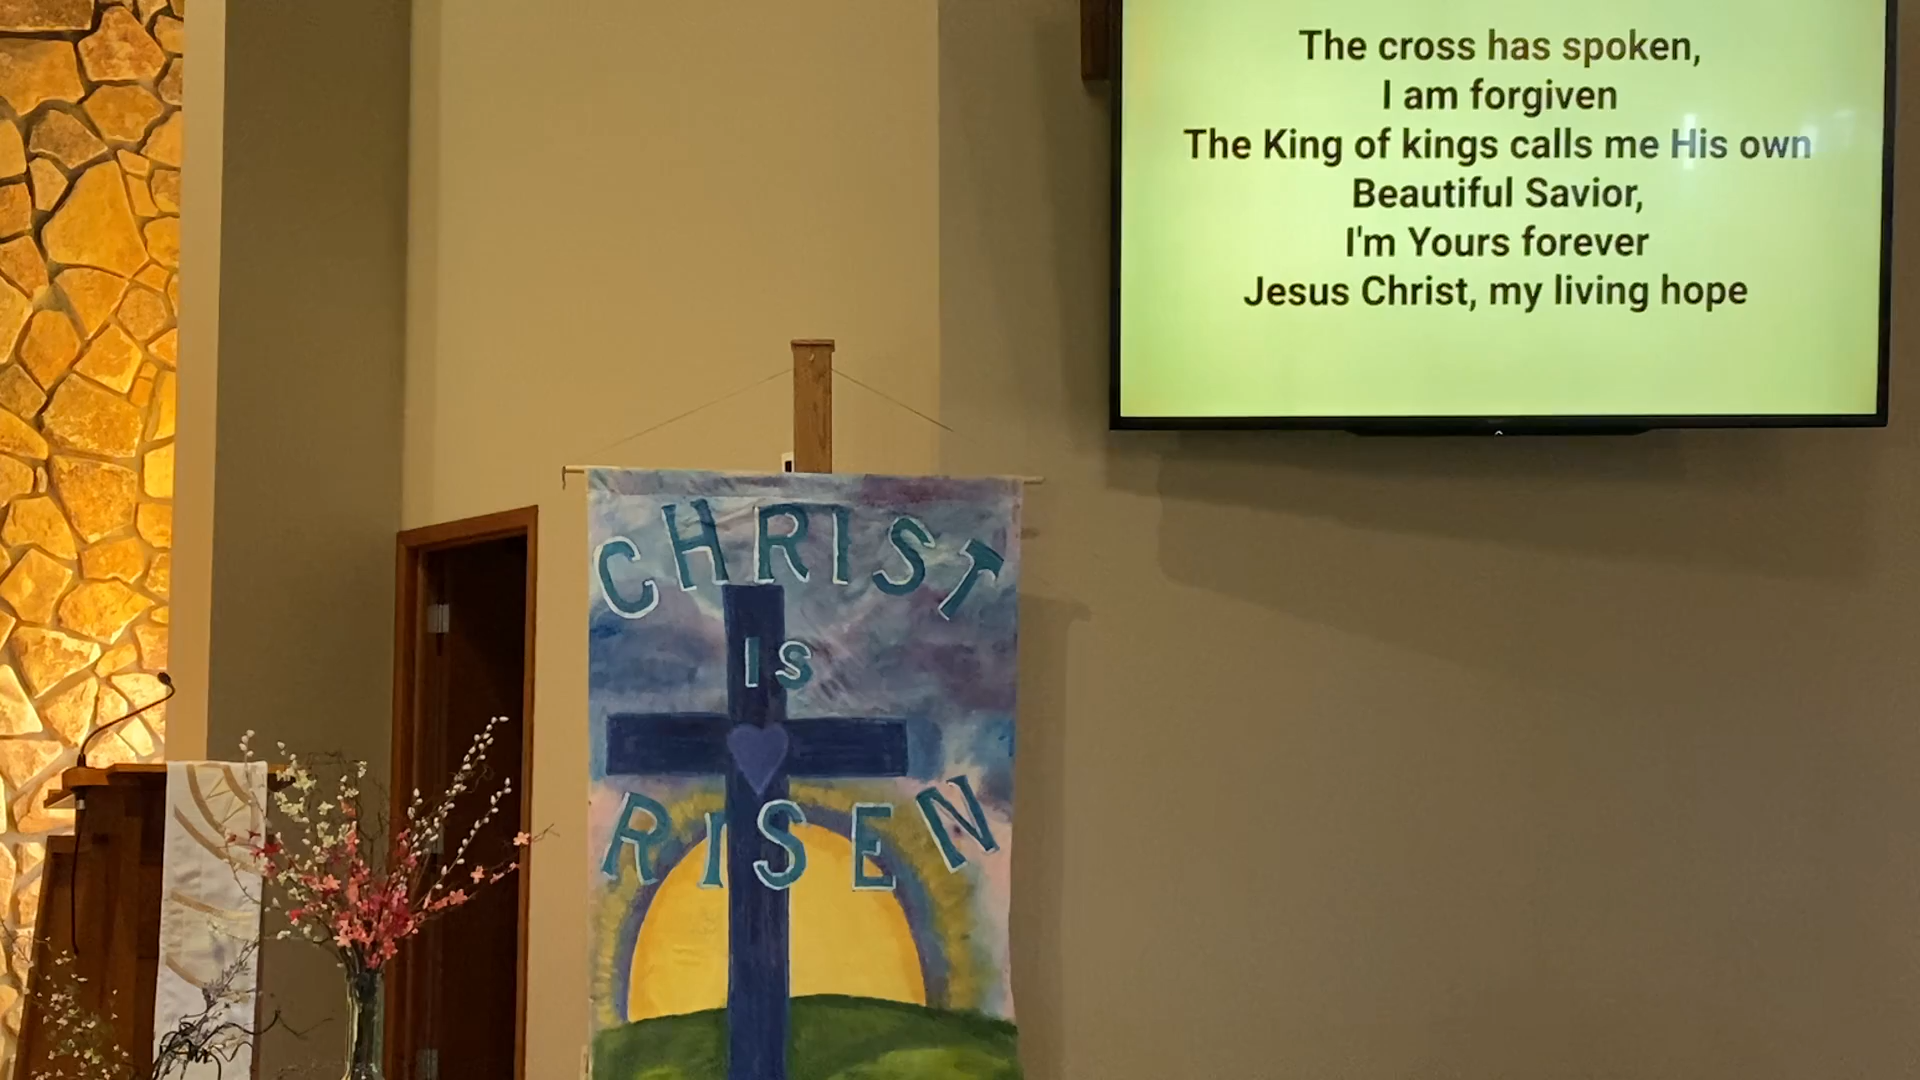 The cross has spoken,
I am forgiven
The King of kings calls me His own
Beautiful Savior,
I'm Yours forever
Jesus Christ, my living hope
CHRIST
IS
RISEN